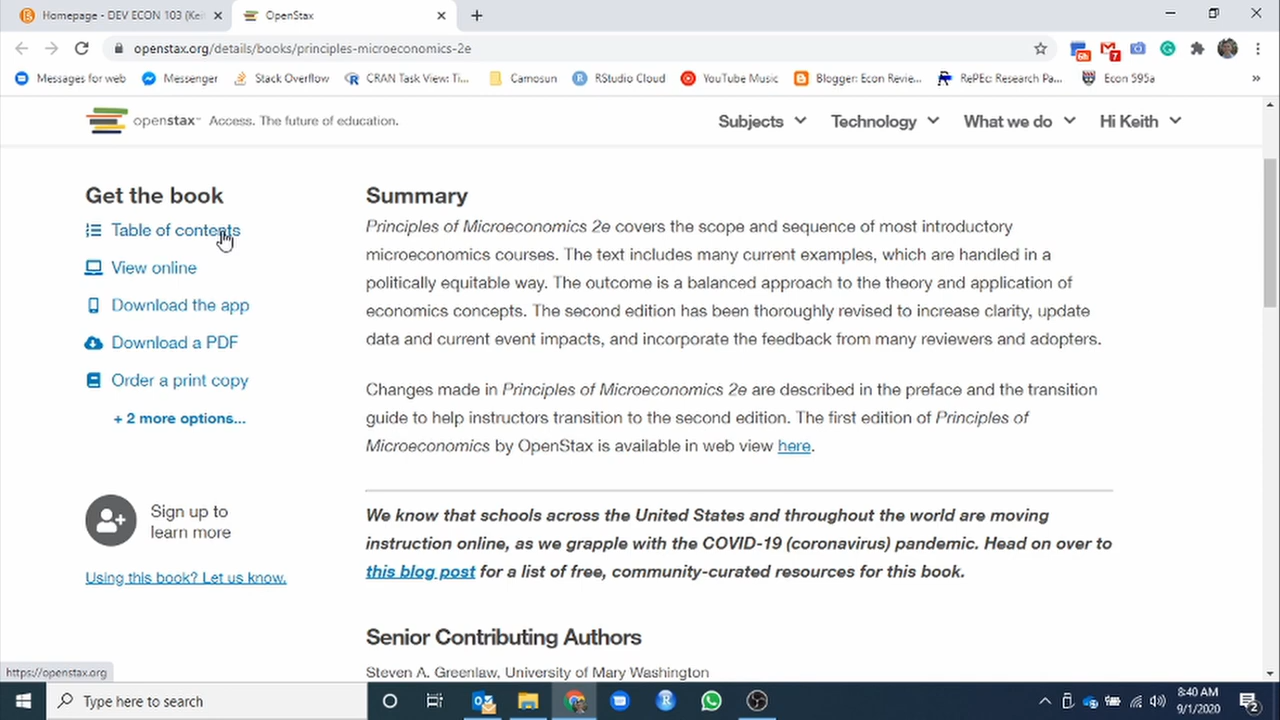 Homepage - DEV ECON 103 (Kei
OpenStax
openstax.org/details/books/principles-microeconomics-2e
6h
7
Messages for web
Messenger
Stack Overflow
CRAN Task View: Ti...
Camosun
RStudio Cloud
YouTube Music
Blogger: Econ Revie...
RePEc: Research Pa...
Econ 595a
»
openstax™ Access. The future of education.
Subjects
Technology
What we do
Hi Keith
Get the book
Table of contents
View online
Download the app
Download a PDF
Order a print copy
+ 2 more options...
Sign up to
learn more
Using this book? Let us know.
Summary
Principles of Microeconomics 2e covers the scope and sequence of most introductory
microeconomics courses. The text includes many current examples, which are handled in a
politically equitable way. The outcome is a balanced approach to the theory and application of
economics concepts. The second edition has been thoroughly revised to increase clarity, update
data and current event impacts, and incorporate the feedback from many reviewers and adopters.
Changes made in Principles of Microeconomics 2e are described in the preface and the transition
guide to help instructors transition to the second edition. The first edition of Principles of
Microeconomics by OpenStax is available in web view here.
We know that schools across the United States and throughout the world are moving
instruction online, as we grapple with the COVID-19 (coronavirus) pandemic. Head on over to
this blog post for a list of free, community-curated resources for this book.
Senior Contributing Authors
Steven A. Greenlaw, University of Mary Washington
https://openstax.org
Type here to search
8:40 AM
9/1/2020
2